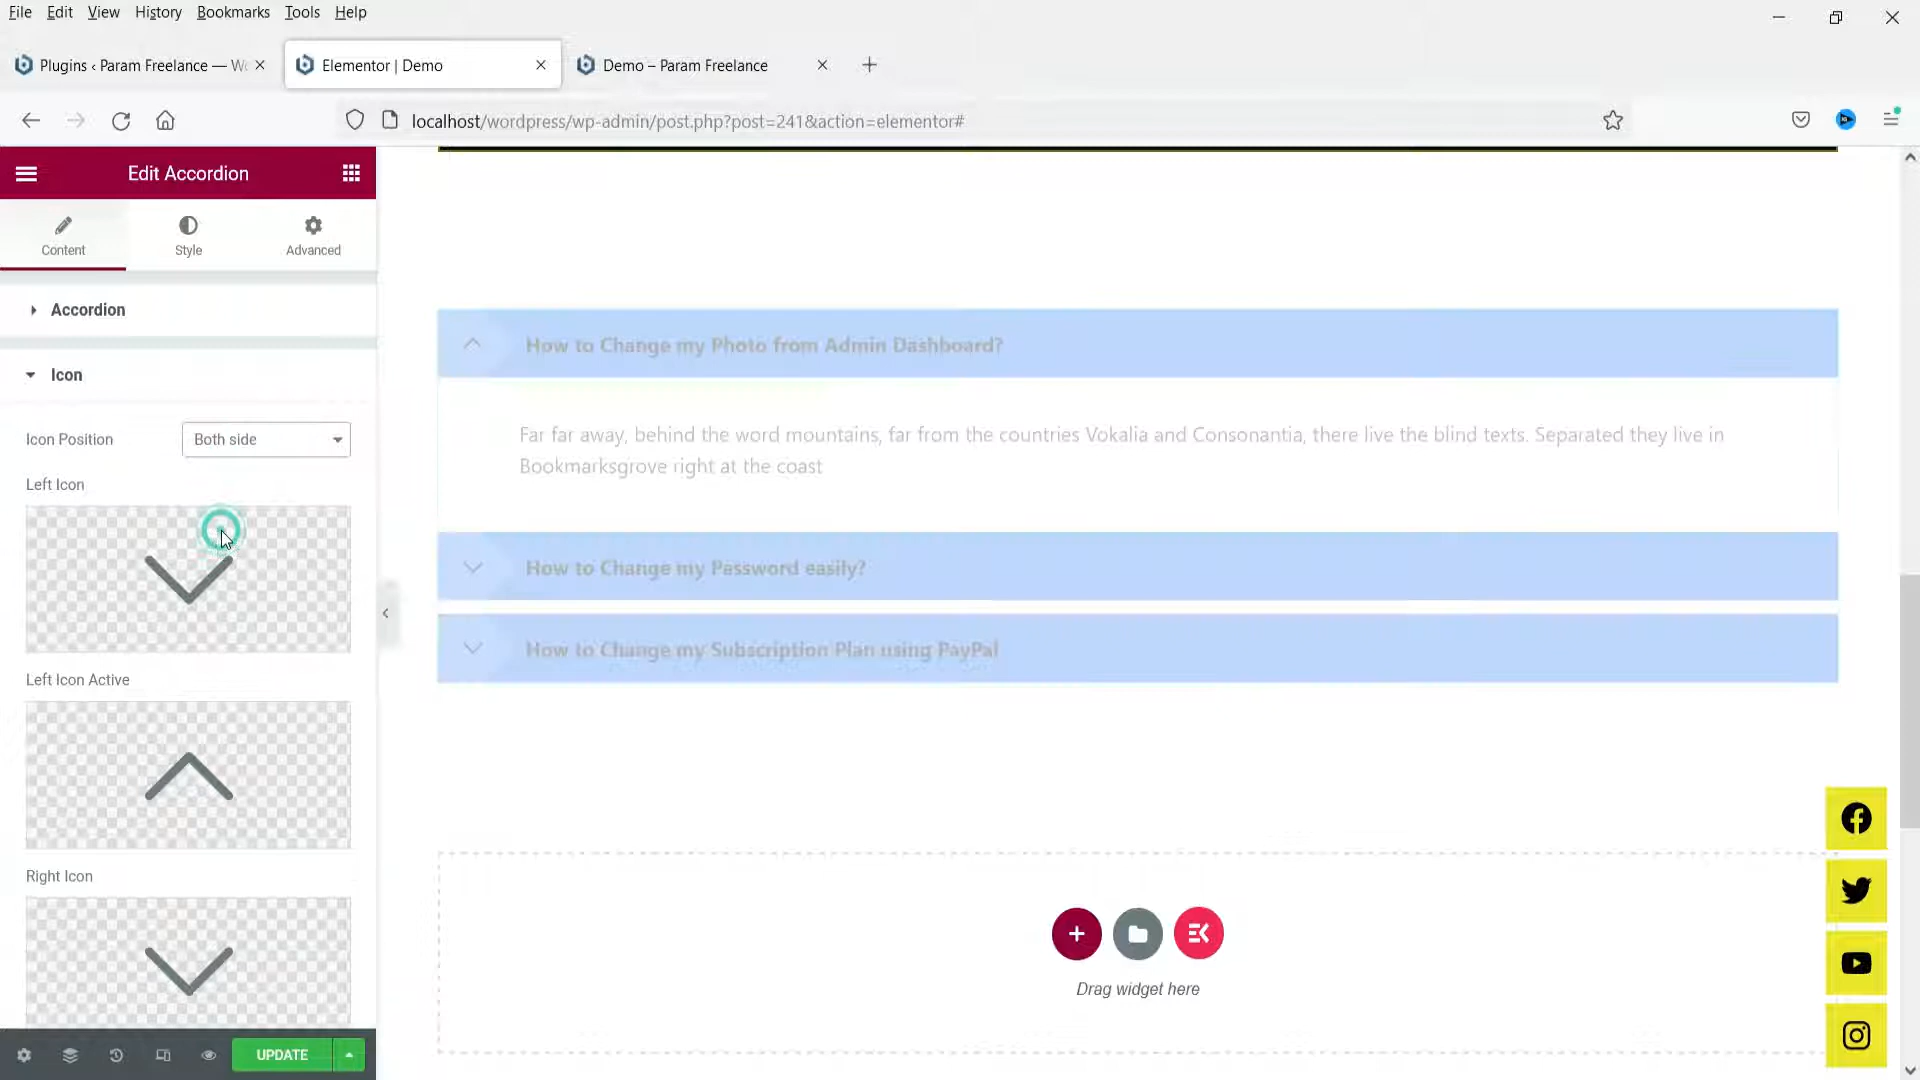 File Edit View History Bookmarks Tools Help
Plugins ‹ Param Freelance — Wo
Elementor | Demo
Demo – Param Freelance
localhost/wordpress/wp-admin/post.php?post=241&action=elementor#
Edit Accordion
Content
Style
Advanced
Accordion
Icon
Icon Position
Both side
Left Icon
Left Icon Active
Right Icon
UPDATE
How to Change my Photo from Admin Dashboard?
Far far away, behind the word mountains, far from the countries Vokalia and Consonantia, there live the blind texts. Separated they live in
Bookmarksgrove right at the coast
How to Change my Password easily?
How to Change my Subscription Plan using PayPal
Drag widget here